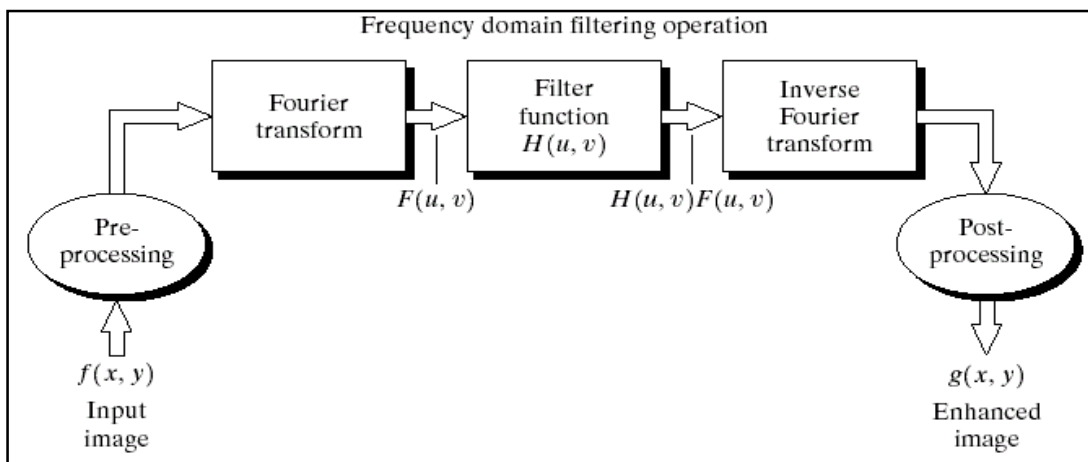 Frequency domain filtering operation
Fourier
transform
Filter
function
H(u, v)
Inverse
Fourier
transform
F(u, v)
H(u, v)F(u, v)
Pre-
processing
Post-
processing
f(x, y)
Input
image
g(x, y)
Enhanced
image